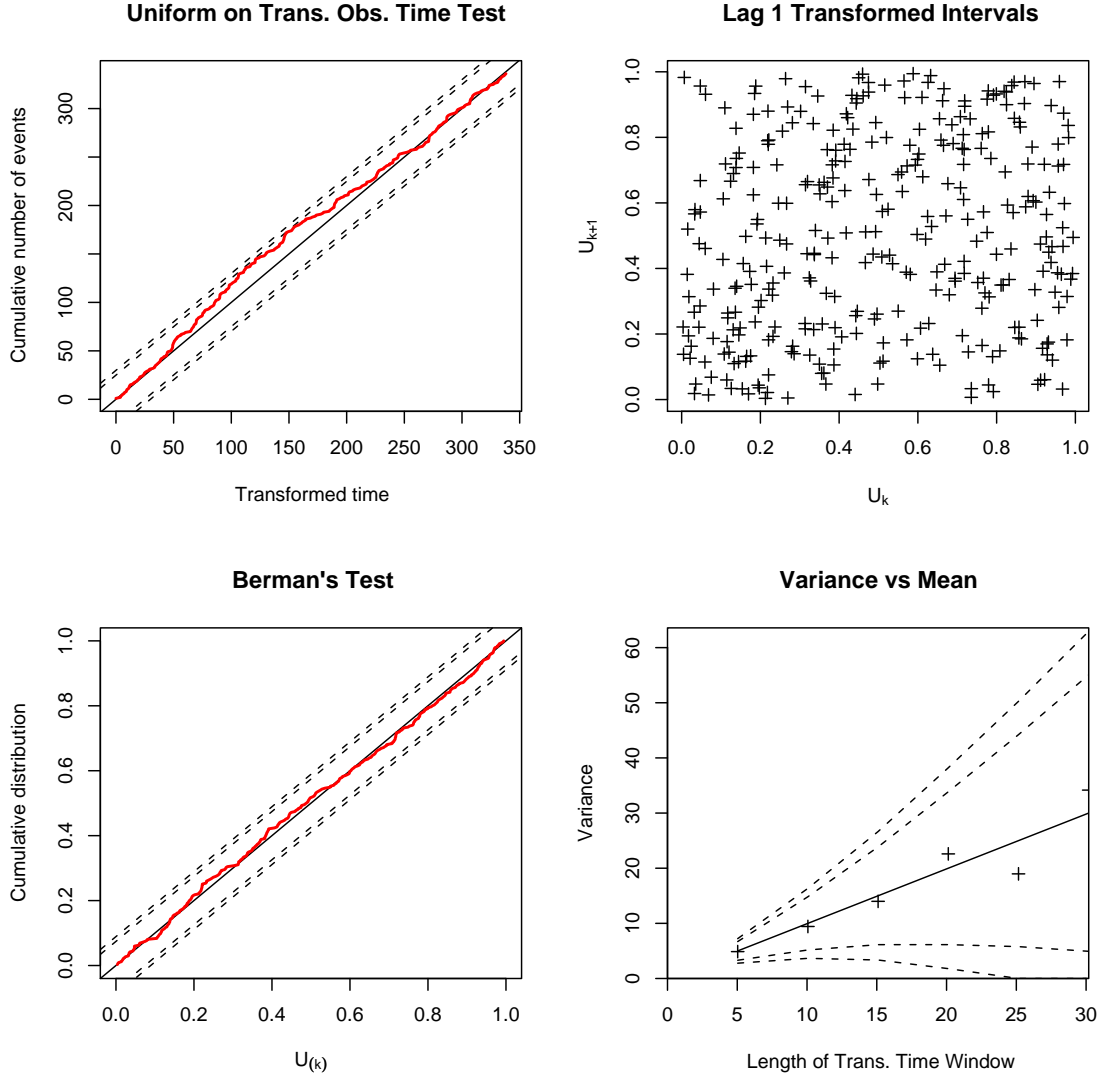 Uniform on Trans. Obs. Time Test
Cumulative number of events
0 50 100 200 300
0 50 100 150 200 250 300 350
Transformed time
Lag 1 Transformed Intervals
U_{k+1}
0.0 0.2 0.4 0.6 0.8 1.0
0.0 0.2 0.4 0.6 0.8 1.0
U_k
Berman's Test
Cumulative distribution
0.0 0.2 0.4 0.6 0.8 1.0
0.0 0.2 0.4 0.6 0.8 1.0
U_{(k)}
Variance vs Mean
Variance
0 10 20 30 40 50 60
0 5 10 15 20 25 30
Length of Trans. Time Window